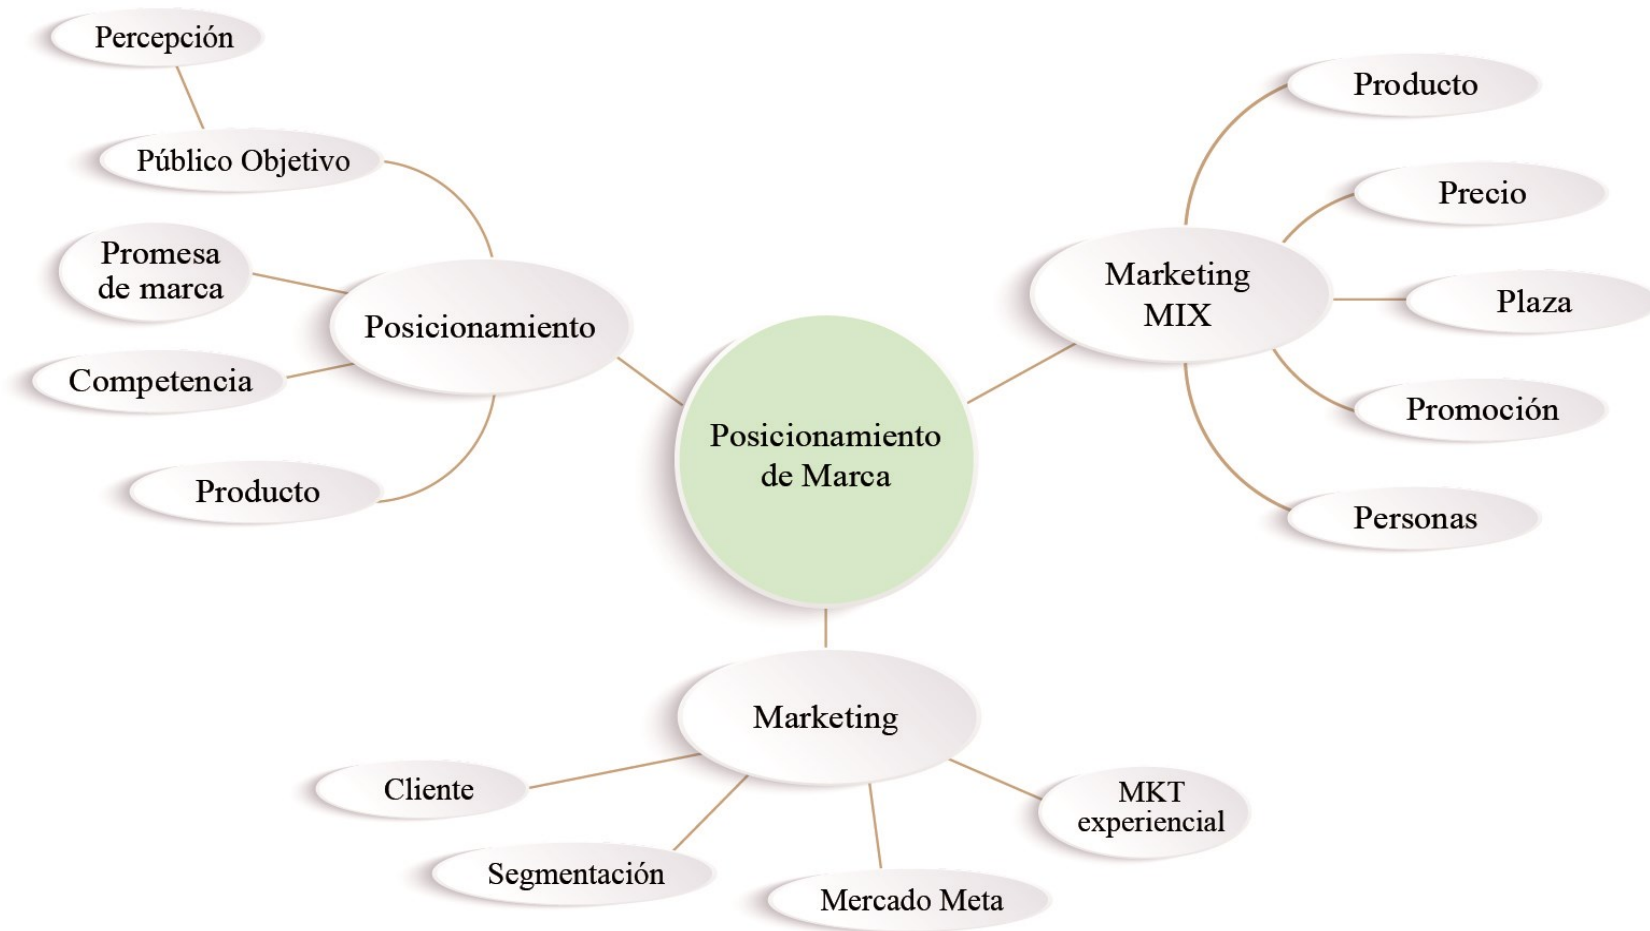 Percepción
Público Objetivo
Promesa
de marca
Competencia
Producto
Posicionamiento
Posicionamiento
de Marca
Marketing
MIX
Producto
Precio
Plaza
Promoción
Personas
Marketing
Cliente
Segmentación
Mercado Meta
MKT
experiencial